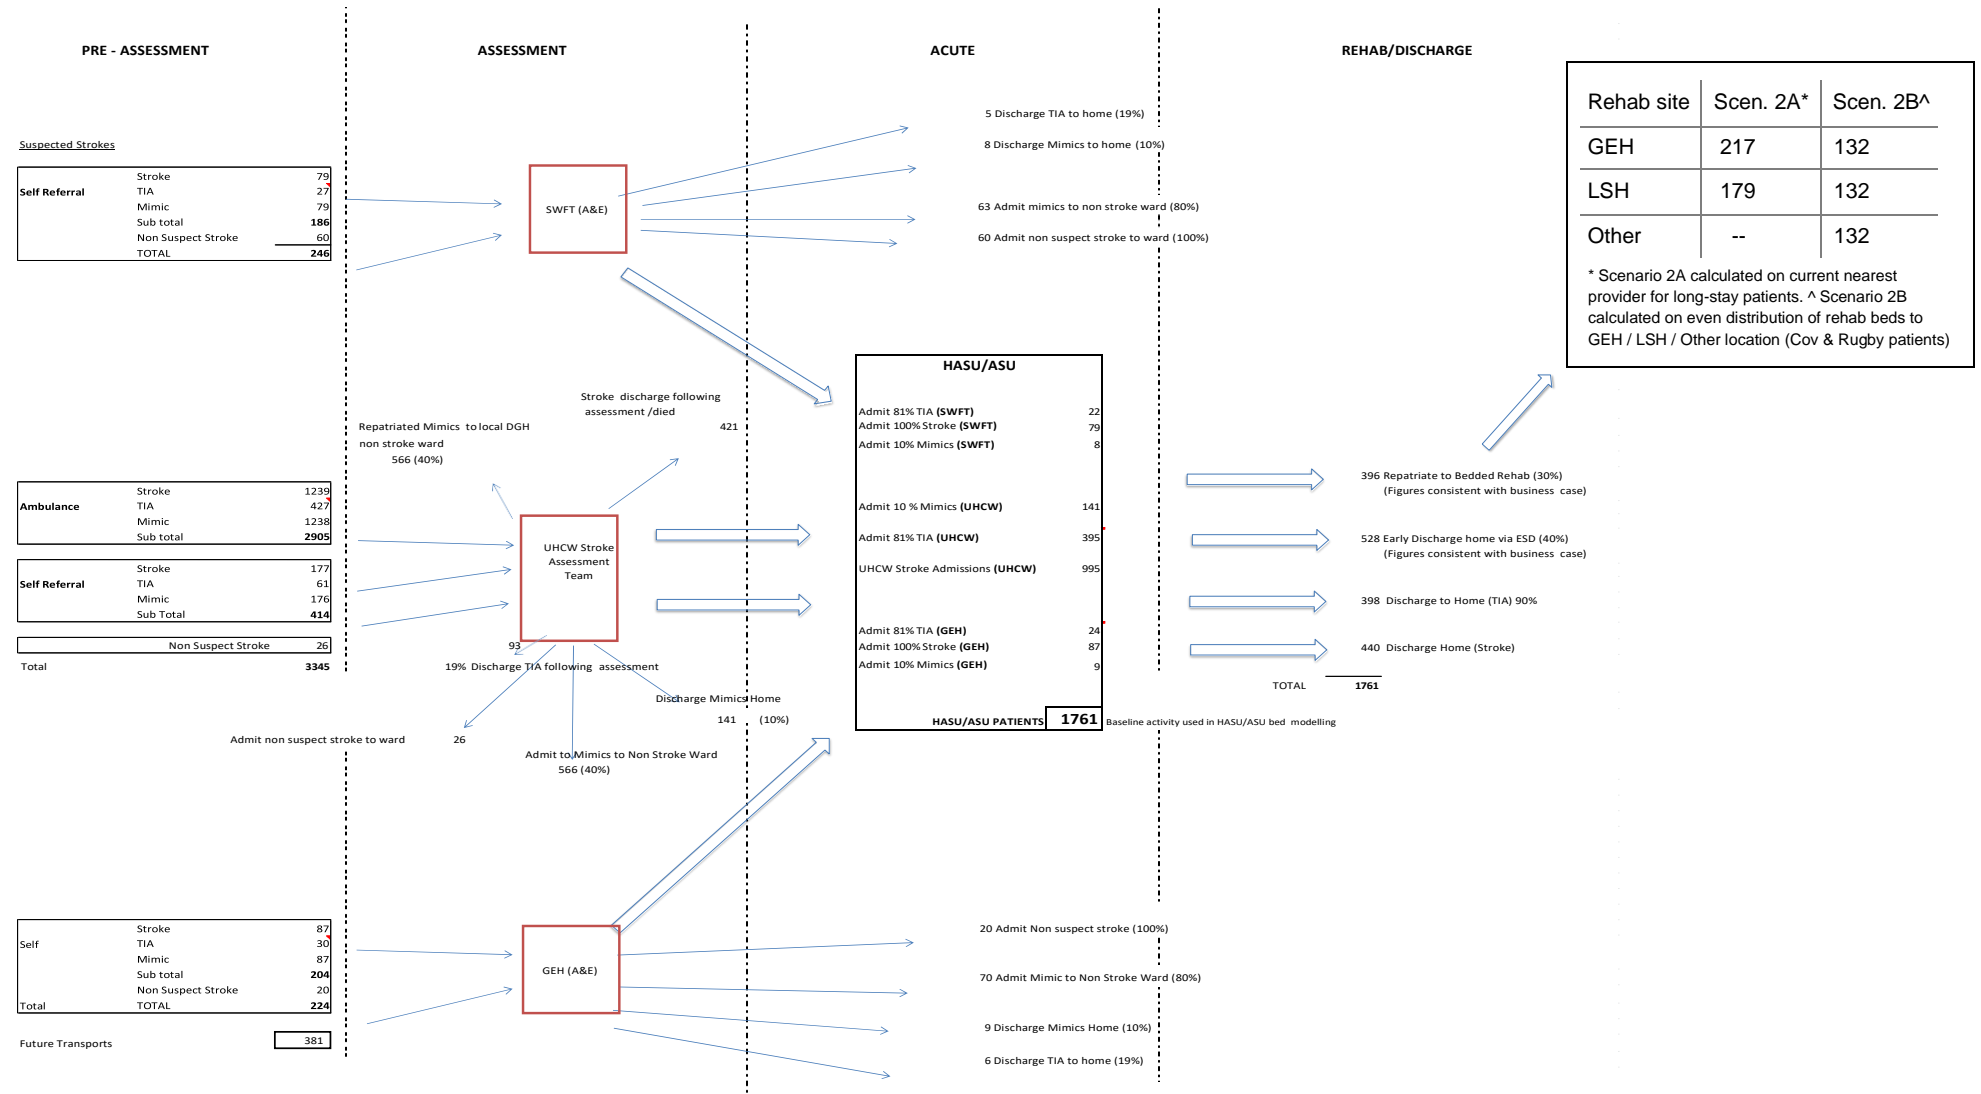 PRE - ASSESSMENT
ASSESSMENT
ACUTE
REHAB/DISCHARGE
Suspected Strokes
Stroke 79
Self Referral TIA 27
Mimic 79
Sub total 186
Non Suspect Stroke 60
TOTAL 246
SWFT (A&E)
5 Discharge TIA to home (19%)
8 Discharge Mimics to home (10%)
63 Admit mimics to non stroke ward (80%)
60 Admit non suspect stroke to ward (100%)
Rehab site Scen. 2A* Scen. 2B^
GEH 217 132
LSH 179 132
Other -- 132
* Scenario 2A calculated on current nearest
provider for long-stay patients. ^ Scenario 2B
calculated on even distribution of rehab beds to
GEH / LSH / Other location (Cov & Rugby patients)
Stroke discharge following
assessment /died
421
Repatriated Mimics to local DGH
non stroke ward
566 (40%)
Ambulance
Stroke 1239
TIA 427
Mimic 1238
Sub total 2905
Stroke 177
Self Referral TIA 61
Mimic 176
Sub Total 414
Non Suspect Stroke 26
Total 3345
UHCW Stroke
Assessment
Team
93
19% Discharge TIA following assessment
Discharge Mimics Home
141 (10%)
Admit non suspect stroke to ward 26
Admit to Mimics to Non Stroke Ward
566 (40%)
HASU/ASU
Admit 81% TIA (SWFT) 22
Admit 100% Stroke (SWFT) 79
Admit 10% Mimics (SWFT) 8
Admit 10 % Mimics (UHCW) 141
Admit 81% TIA (UHCW) 395
UHCW Stroke Admissions (UHCW) 995
Admit 81% TIA (GEH) 24
Admit 100% Stroke (GEH) 87
Admit 10% Mimics (GEH) 9
HASU/ASU PATIENTS 1761 Baseline activity used in HASU/ASU bed modelling
396 Repatriate to Bedded Rehab (30%)
(Figures consistent with business case)
528 Early Discharge home via ESD (40%)
(Figures consistent with business case)
398 Discharge to Home (TIA) 90%
440 Discharge Home (Stroke)
TOTAL 1761
Stroke 87
Self TIA 30
Mimic 87
Sub total 204
Non Suspect Stroke 20
Total TOTAL 224
Future Transports 381
GEH (A&E)
20 Admit Non suspect stroke (100%)
70 Admit Mimic to Non Stroke Ward (80%)
9 Discharge Mimics Home (10%)
6 Discharge TIA to home (19%)